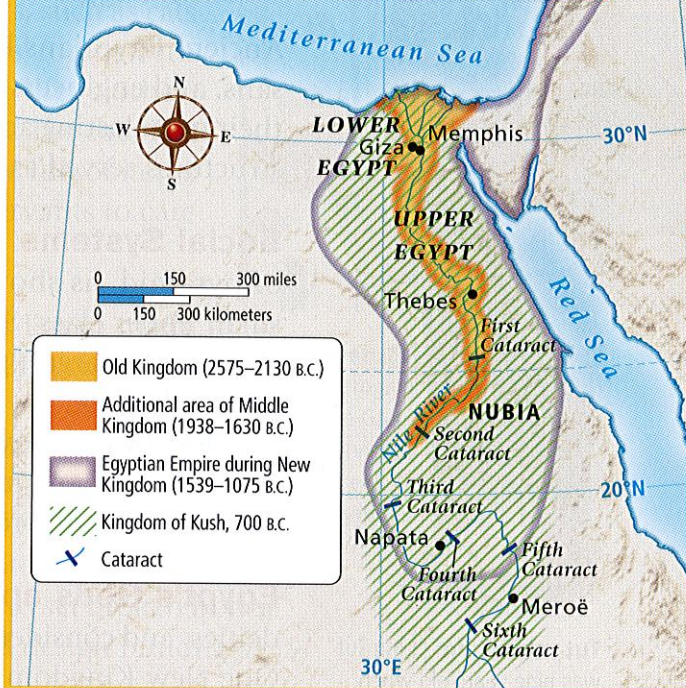 Mediterranean Sea
N
W
E
S
LOWER
EGYPT
Giza
Memphis
30°N
UPPER
EGYPT
Thebes
Red Sea
First
Cataract
0 150 300 miles
0 150 300 kilometers
Old Kingdom (2575–2130 B.C.)
Additional area of Middle
Kingdom (1938–1630 B.C.)
Egyptian Empire during New
Kingdom (1539–1075 B.C.)
Kingdom of Kush, 700 B.C.
Cataract
Nile River
NUBIA
Second
Cataract
Third
Cataract
20°N
Napata
Fourth
Cataract
Fifth
Cataract
Meroë
Sixth
Cataract
30°E